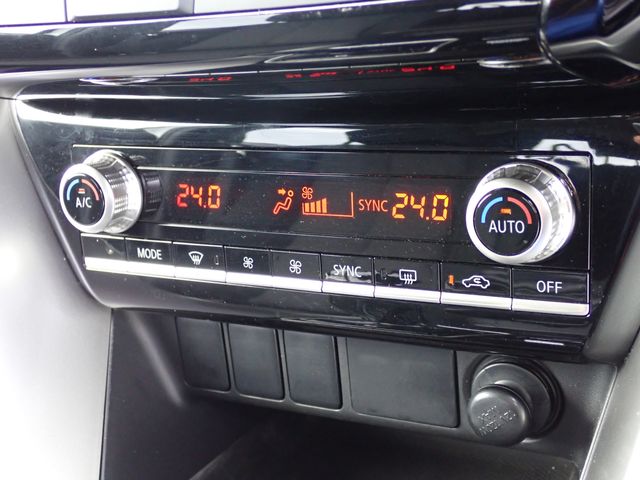 24.0 SYNC 24.0
A/C AUTO
MODE SYNC OFF